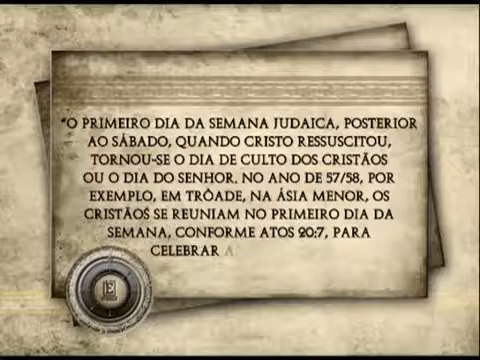 "O PRIMEIRO DIA DA SEMANA JUDAICA, POSTERIOR
AO SÁBADO, QUANDO CRISTO RESSUSCITOU,
TORNOU-SE O DIA DE CULTO DOS CRISTÃOS
OU O DIA DO SENHOR. NO ANO DE 57/58, POR
EXEMPLO, EM TRÔADE, NA ÁSIA MENOR, OS
CRISTÃOS SE REUNIAM NO PRIMEIRO DIA DA
SEMANA, CONFORME ATOS 20:7, PARA
CELEBRAR A